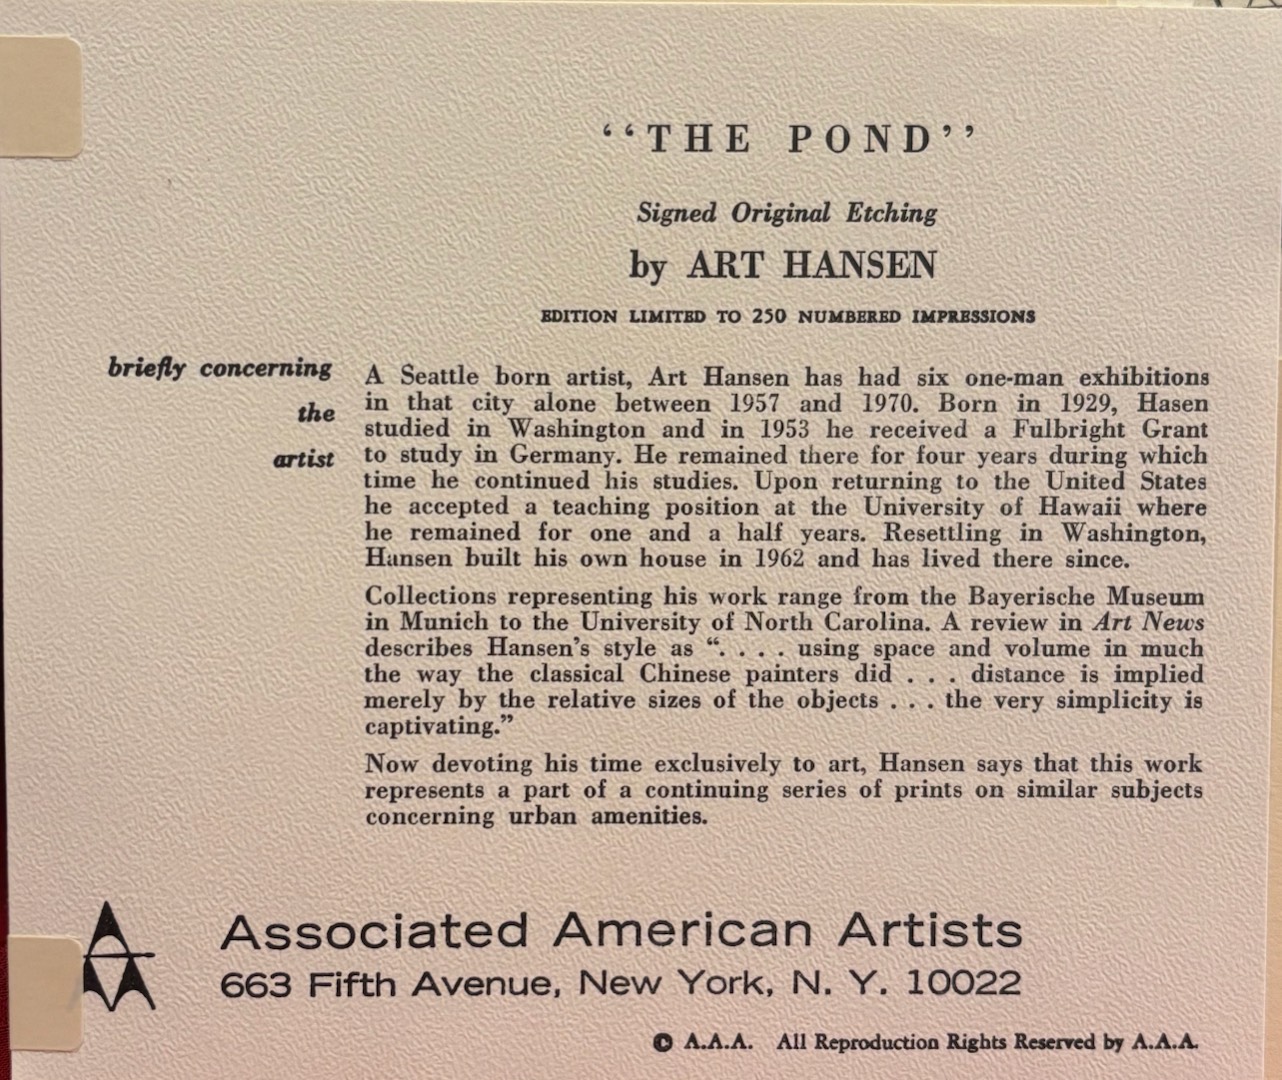 ‘‘THE POND’’
Signed Original Etching
by ART HANSEN
EDITION LIMITED TO 250 NUMBERED IMPRESSIONS
briefly concerning
the
artist
A Seattle born artist, Art Hansen has had six one-man exhibitions
in that city alone between 1957 and 1970. Born in 1929, Hasen
studied in Washington and in 1953 he received a Fulbright Grant
to study in Germany. He remained there for four years during which
time he continued his studies. Upon returning to the United States
he accepted a teaching position at the University of Hawaii where
he remained for one and a half years. Resettling in Washington,
Hansen built his own house in 1962 and has lived there since.
Collections representing his work range from the Bayerische Museum
in Munich to the University of North Carolina. A review in Art News
describes Hansen’s style as “. . . . using space and volume in much
the way the classical Chinese painters did . . . distance is implied
merely by the relative sizes of the objects . . . the very simplicity is
captivating.”
Now devoting his time exclusively to art, Hansen says that this work
represents a part of a continuing series of prints on similar subjects
concerning urban amenities.
Associated American Artists
663 Fifth Avenue, New York, N. Y. 10022
© A.A.A. All Reproduction Rights Reserved by A.A.A.